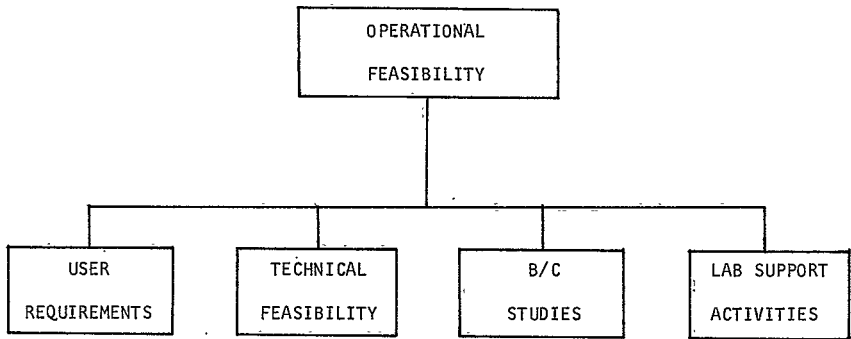 OPERATIONAL
FEASIBILITY
USER
REQUIREMENTS
TECHNICAL
FEASIBILITY
B/C
STUDIES
LAB SUPPORT
ACTIVITIES